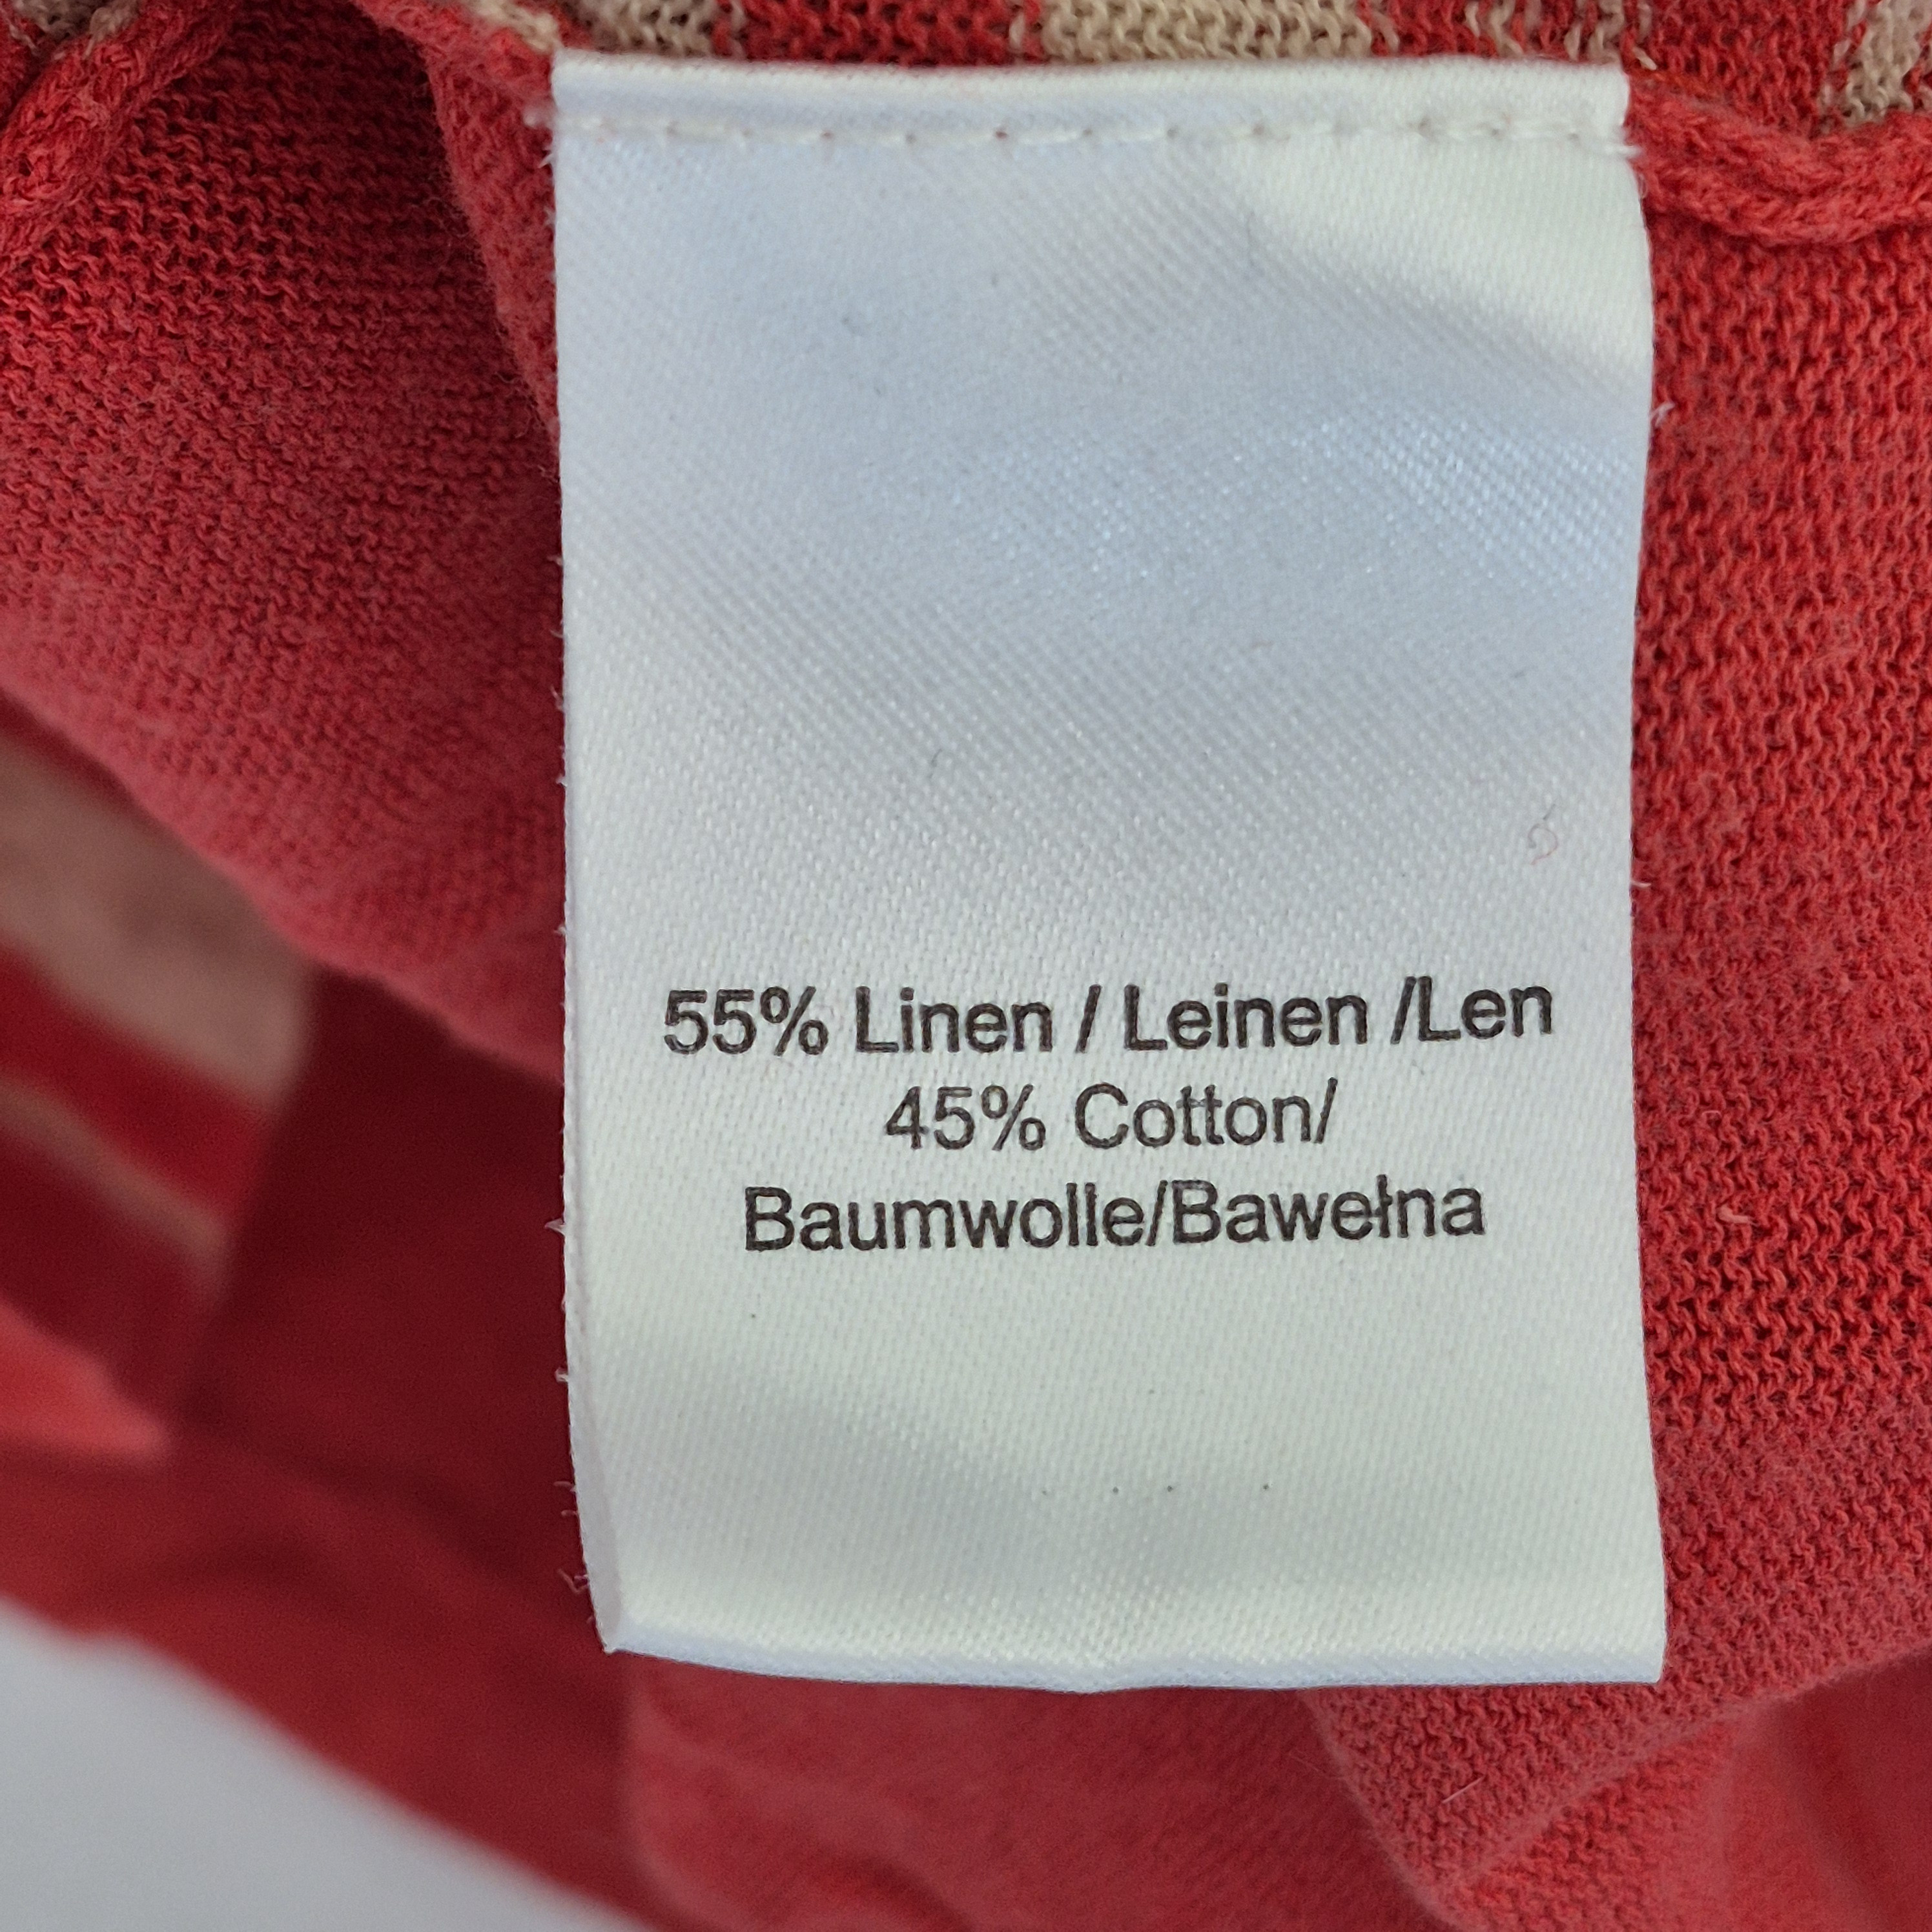 55% Linen / Leinen /Len
45% Cotton/
Baumwolle/Bawełna